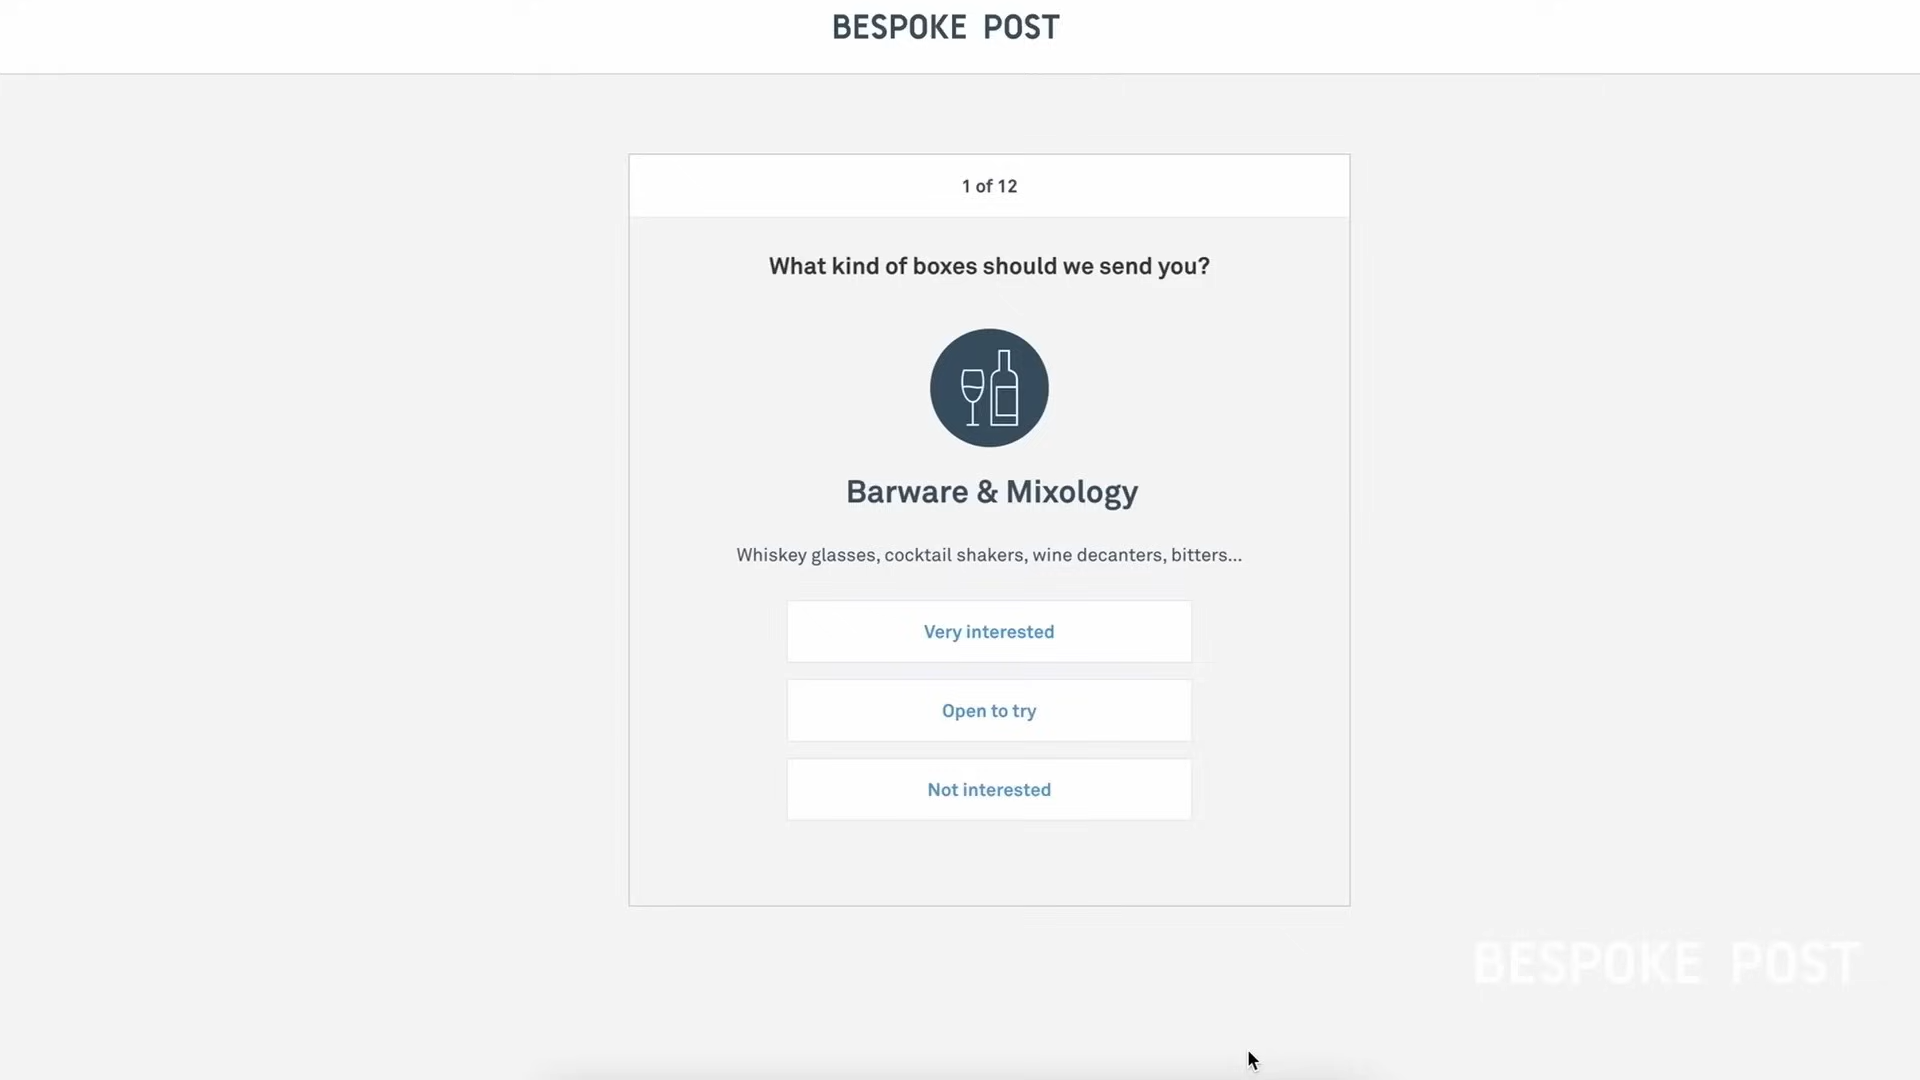 BESPOKE POST
1 of 12
What kind of boxes should we send you?
Barware & Mixology
Whiskey glasses, cocktail shakers, wine decanters, bitters...
Very interested
Open to try
Not interested
BESPOKE POST